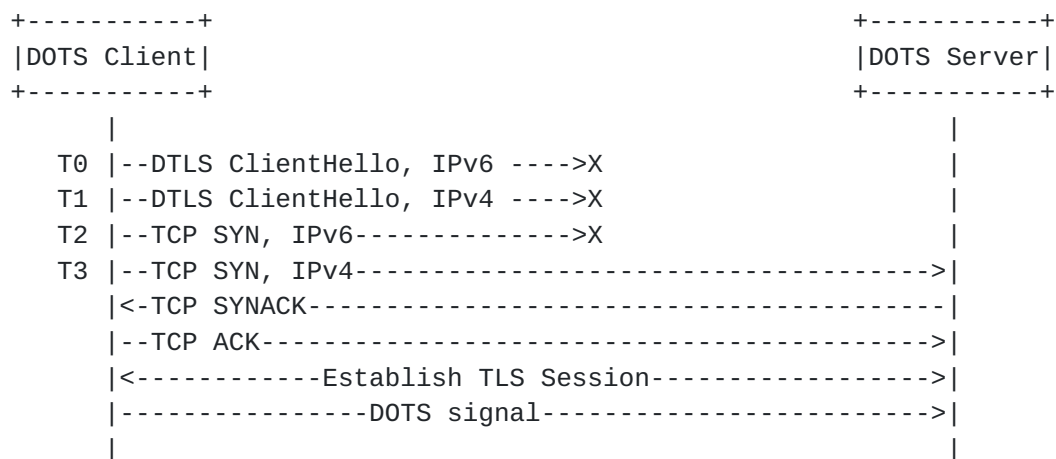 +-----------+                                     +-----------+
|DOTS Client|                                     |DOTS Server|
+-----------+                                     +-----------+
      |                                                 |
   T0 |--DTLS ClientHello, IPv6 ---->X                  |
   T1 |--DTLS ClientHello, IPv4 ---->X                  |
   T2 |--TCP SYN, IPv6-------------->X                  |
   T3 |--TCP SYN, IPv4------------------------------------->|
      |<-TCP SYNACK-----------------------------------------|
      |--TCP ACK------------------------------------------->|
      |<------------Establish TLS Session------------------>|
      |----------------DOTS signal------------------------->|
      |                                                 |